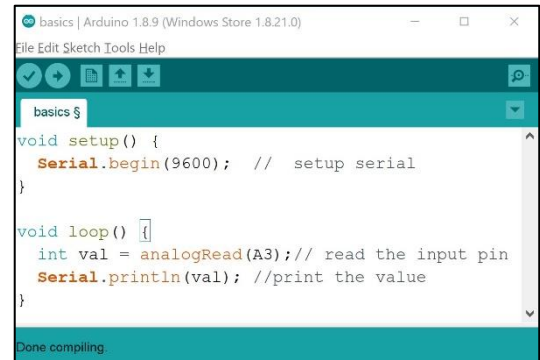 basics | Arduino 1.8.9 (Windows Store 1.8.21.0)
File Edit Sketch Tools Help
basics §
void setup() {
  Serial.begin(9600);  //  setup serial
}
void loop() {
  int val = analogRead(A3);// read the input pin
  Serial.println(val); //print the value
}
Done compiling.